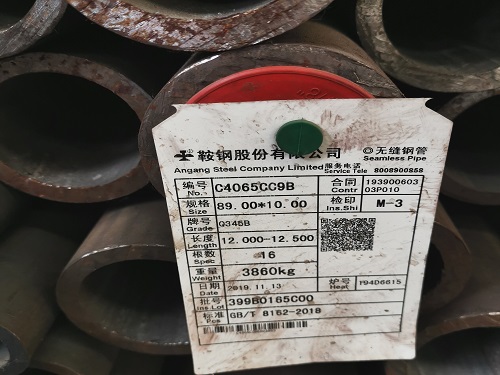 鞍钢股份有限公司 ◎无缝钢管
Angang Steel Company Limited 服务电话 Seamless Pipe
Service Tele 8008900858
编号 No. C4065CC9B 合同 Contr 193900603 03P010
规格 Size 89.00*10.00 检印 Ins.Shi M-3
牌号 Grade Q345B
长度 Length 12.000-12.500
根数 Spec 16
重量 Weight 3860kg
日期 Date 2019.11.13 炉号 Heat 194D6615
批号 Ins Lot 399B0165C00
标准 Pos GB/T 8162-2018